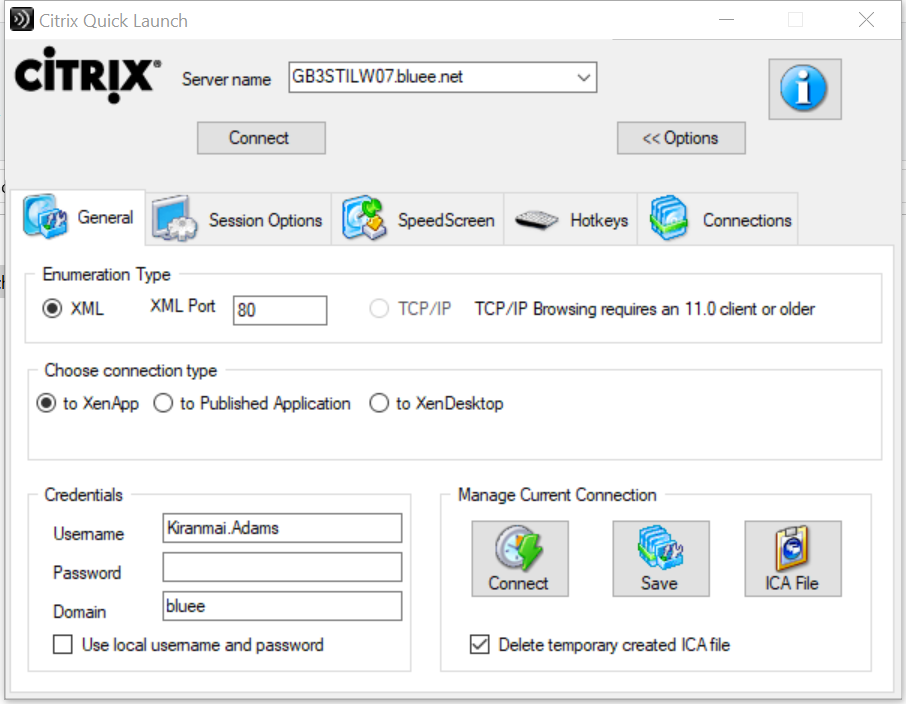 Citrix Quick Launch
CİTRIX®
Server name
GB3STILW07.bluee.net
Connect
<< Options
General
Session Options
SpeedScreen
Hotkeys
Connections
Enumeration Type
XML
XML Port
80
TCP/IP
TCP/IP Browsing requires an 11.0 client or older
Choose connection type
to XenApp
to Published Application
to XenDesktop
Credentials
Username
Kiranmai.Adams
Password
Domain
bluee
Use local username and password
Manage Current Connection
Connect
Save
ICA File
Delete temporary created ICA file